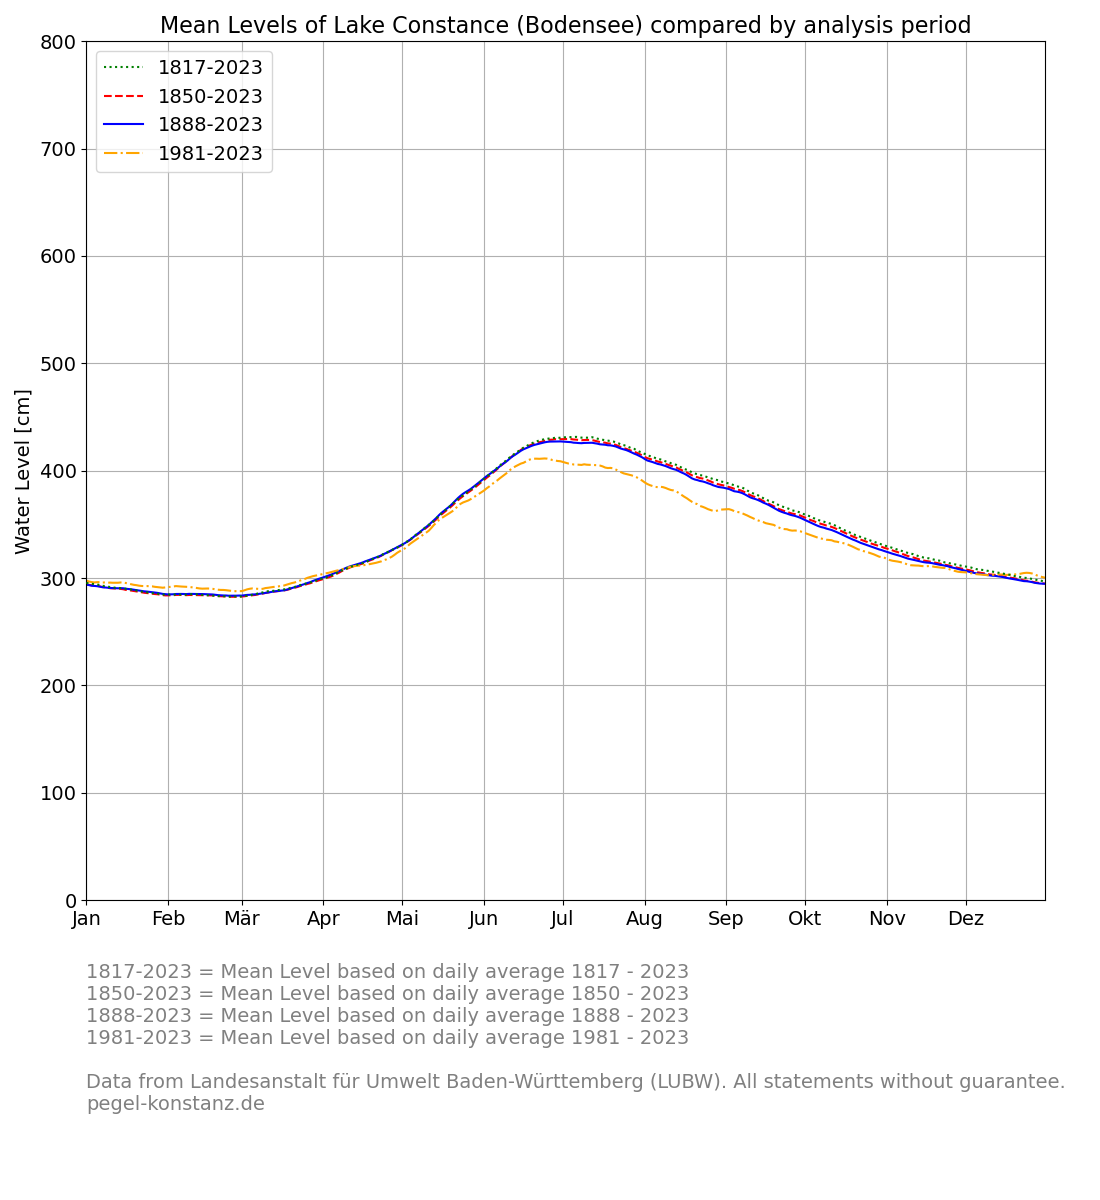 Mean Levels of Lake Constance (Bodensee) compared by analysis period
800
700
600
500
400
300
200
100
0
Water Level [cm]
1817-2023
1850-2023
1888-2023
1981-2023
Jan Feb Mär Apr Mai Jun Jul Aug Sep Okt Nov Dez
1817-2023 = Mean Level based on daily average 1817 - 2023
1850-2023 = Mean Level based on daily average 1850 - 2023
1888-2023 = Mean Level based on daily average 1888 - 2023
1981-2023 = Mean Level based on daily average 1981 - 2023
Data from Landesanstalt für Umwelt Baden-Württemberg (LUBW). All statements without guarantee.
pegel-konstanz.de